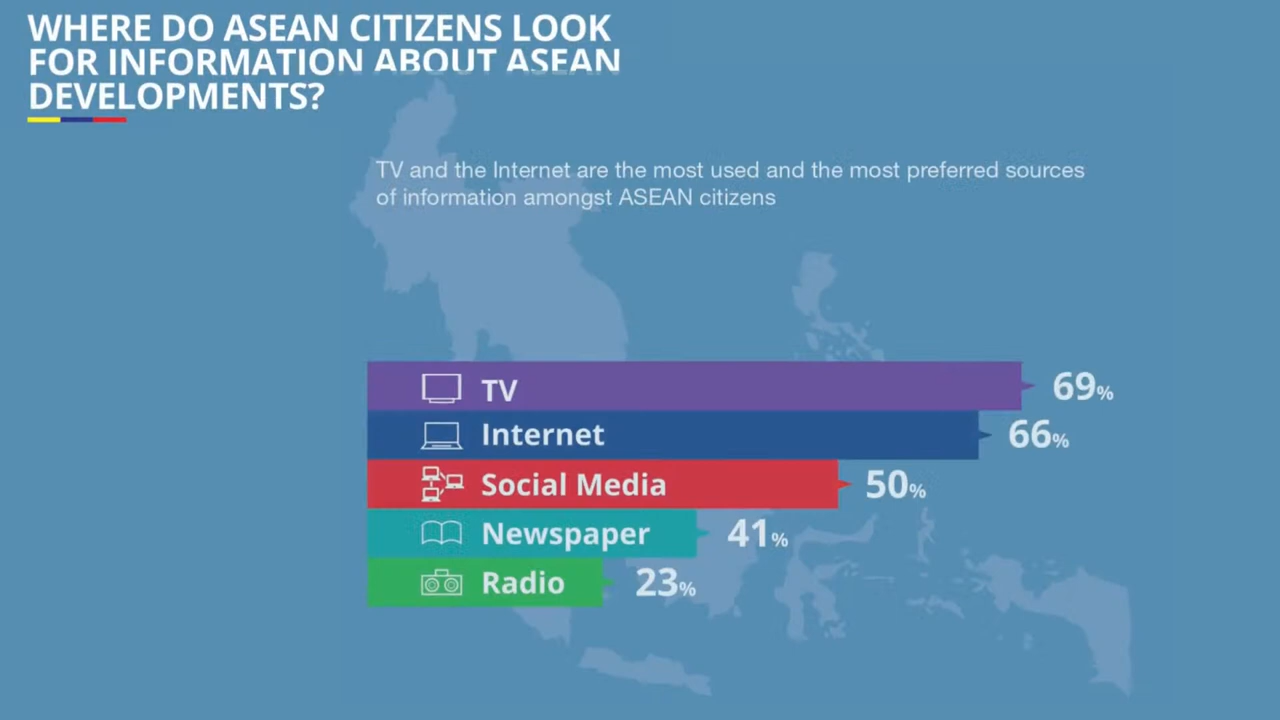 WHERE DO ASEAN CITIZENS LOOK
FOR INFORMATION ABOUT ASEAN
DEVELOPMENTS?
TV and the Internet are the most used and the most preferred sources
of information amongst ASEAN citizens
TV 69%
Internet 66%
Social Media 50%
Newspaper 41%
Radio 23%